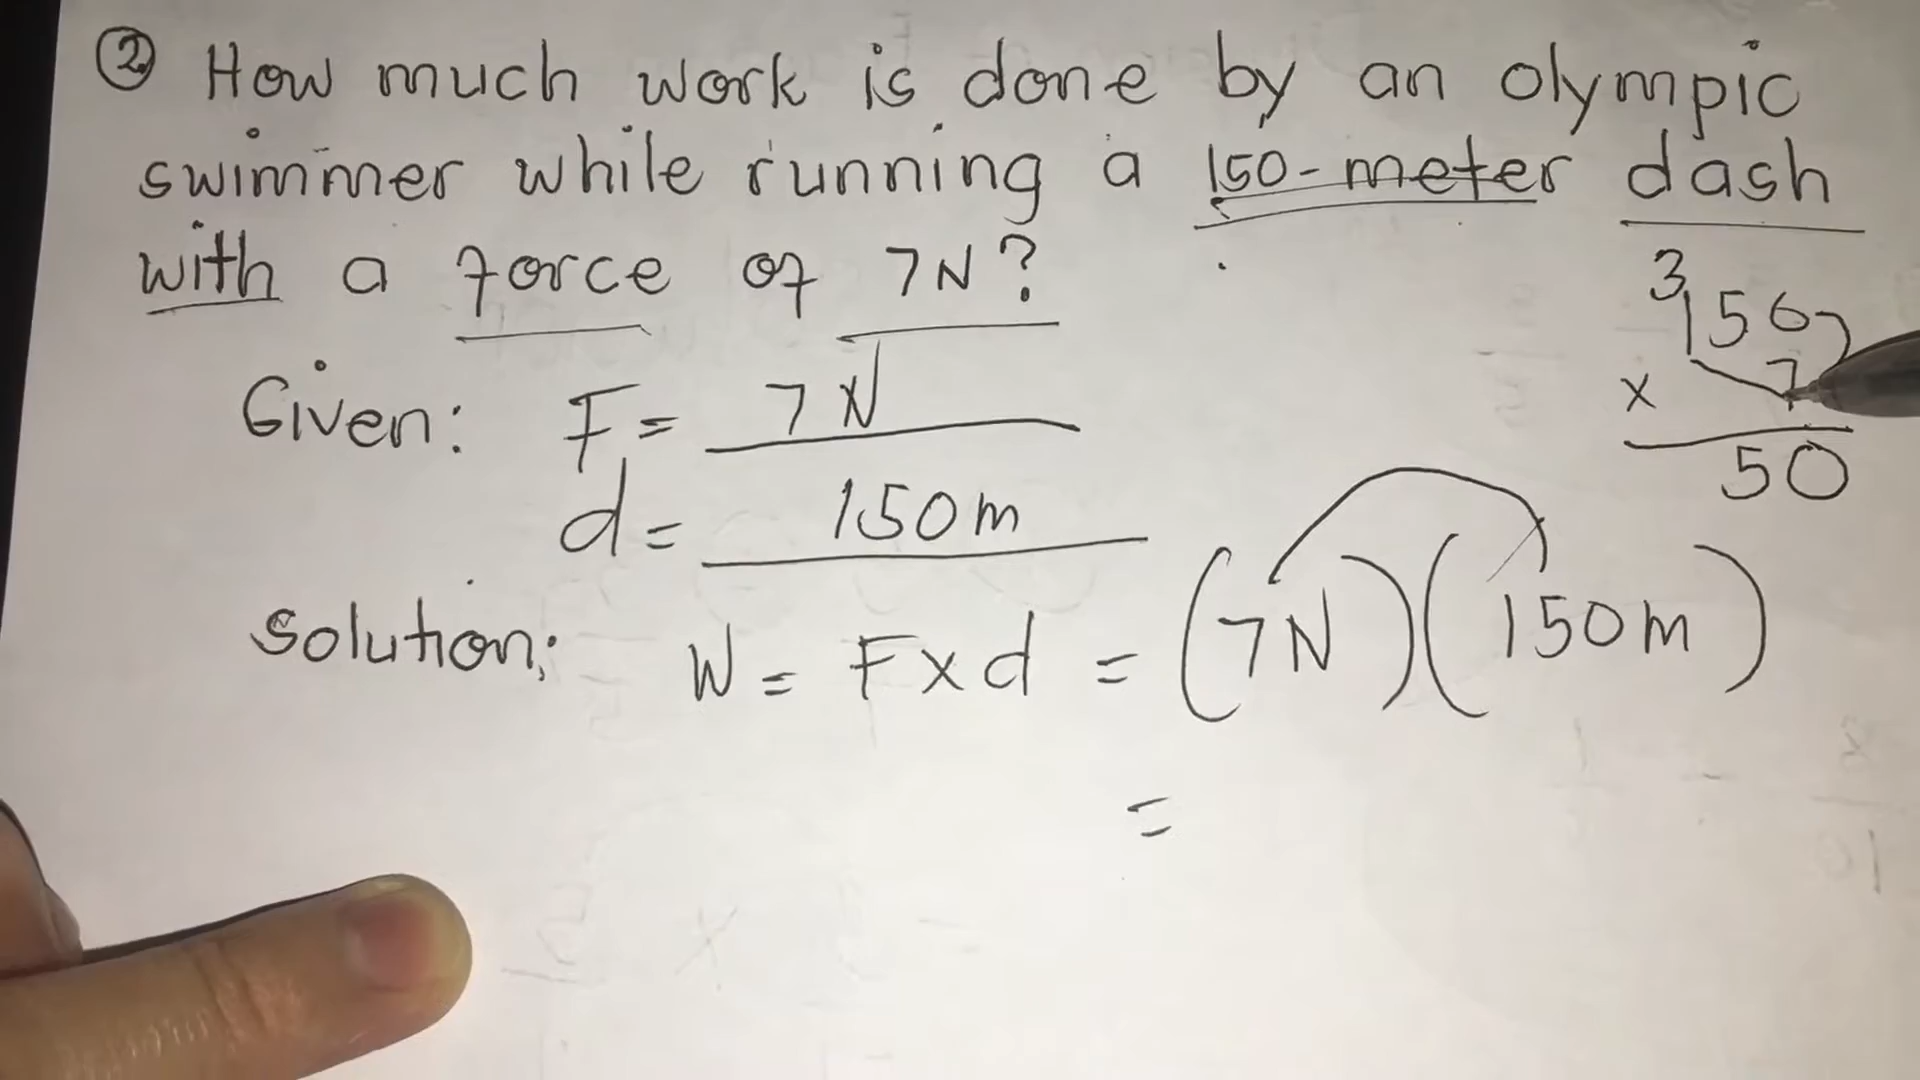 ② How much work is done by an olympic
swimmer while running a 150-meter dash
with a force of 7N?
Given: F = 7N
d = 150m
Solution: W = F x d = (7N)(150m)
=
3
150
x 7
50